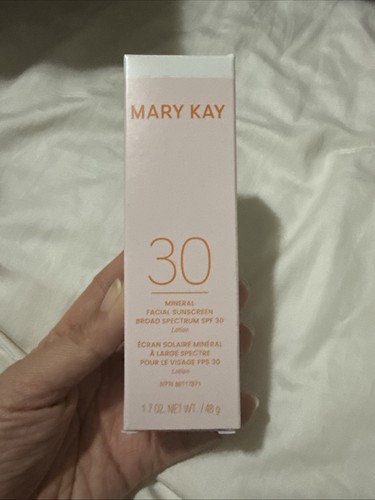 MARY KAY
30
MINERAL
FACIAL SUNSCREEN
BROAD SPECTRUM SPF 30
Lotion
ÉCRAN SOLAIRE MINÉRAL
À LARGE SPECTRE
POUR LE VISAGE FPS 30
Lotion
1.7 OZ. NET WT. / 48 g